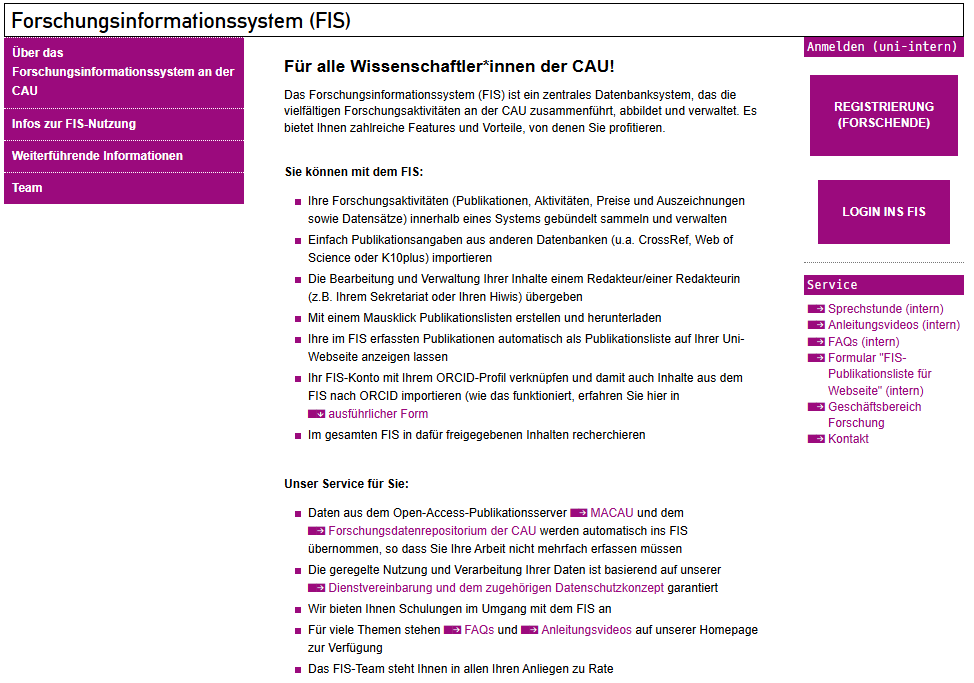 Forschungsinformationssystem (FIS)
Über das
Forschungsinformationssystem an der
CAU
Infos zur FIS-Nutzung
Weiterführende Informationen
Team
Für alle Wissenschaftler*innen der CAU!
Das Forschungsinformationssystem (FIS) ist ein zentrales Datenbanksystem, das die
vielfältigen Forschungsaktivitäten an der CAU zusammenführt, abbildet und verwaltet. Es
bietet Ihnen zahlreiche Features und Vorteile, von denen Sie profitieren.
Sie können mit dem FIS:
Ihre Forschungsaktivitäten (Publikationen, Aktivitäten, Preise und Auszeichnungen
sowie Datensätze) innerhalb eines Systems gebündelt sammeln und verwalten
Einfach Publikationsangaben aus anderen Datenbanken (u.a. CrossRef, Web of
Science oder K10plus) importieren
Die Bearbeitung und Verwaltung Ihrer Inhalte einem Redakteur/einer Redakteurin
(z.B. Ihrem Sekretariat oder Ihren Hiwis) übergeben
Mit einem Mausklick Publikationslisten erstellen und herunterladen
Ihre im FIS erfassten Publikationen automatisch als Publikationsliste auf Ihrer Uni-
Webseite anzeigen lassen
Ihr FIS-Konto mit Ihrem ORCID-Profil verknüpfen und damit auch Inhalte aus dem
FIS nach ORCID importieren (wie das funktioniert, erfahren Sie hier in
ausführlicher Form
Im gesamten FIS in dafür freigegebenen Inhalten recherchieren
Unser Service für Sie:
Daten aus dem Open-Access-Publikationsserver MACAU und dem
Forschungsdatenrepositorium der CAU werden automatisch ins FIS
übernommen, so dass Sie Ihre Arbeit nicht mehrfach erfassen müssen
Die geregelte Nutzung und Verarbeitung Ihrer Daten ist basierend auf unserer
Dienstvereinbarung und dem zugehörigen Datenschutzkonzept garantiert
Wir bieten Ihnen Schulungen im Umgang mit dem FIS an
Für viele Themen stehen FAQs und Anleitungsvideos auf unserer Homepage
zur Verfügung
Das FIS-Team steht Ihnen in allen Ihren Anliegen zu Rate
Anmelden (uni-intern)
REGISTRIERUNG
(FORSCHENDE)
LOGIN INS FIS
Service
Sprechstunde (intern)
Anleitungsvideos (intern)
FAQs (intern)
Formular "FIS-
Publikationsliste für
Webseite" (intern)
Geschäftsbereich
Forschung
Kontakt